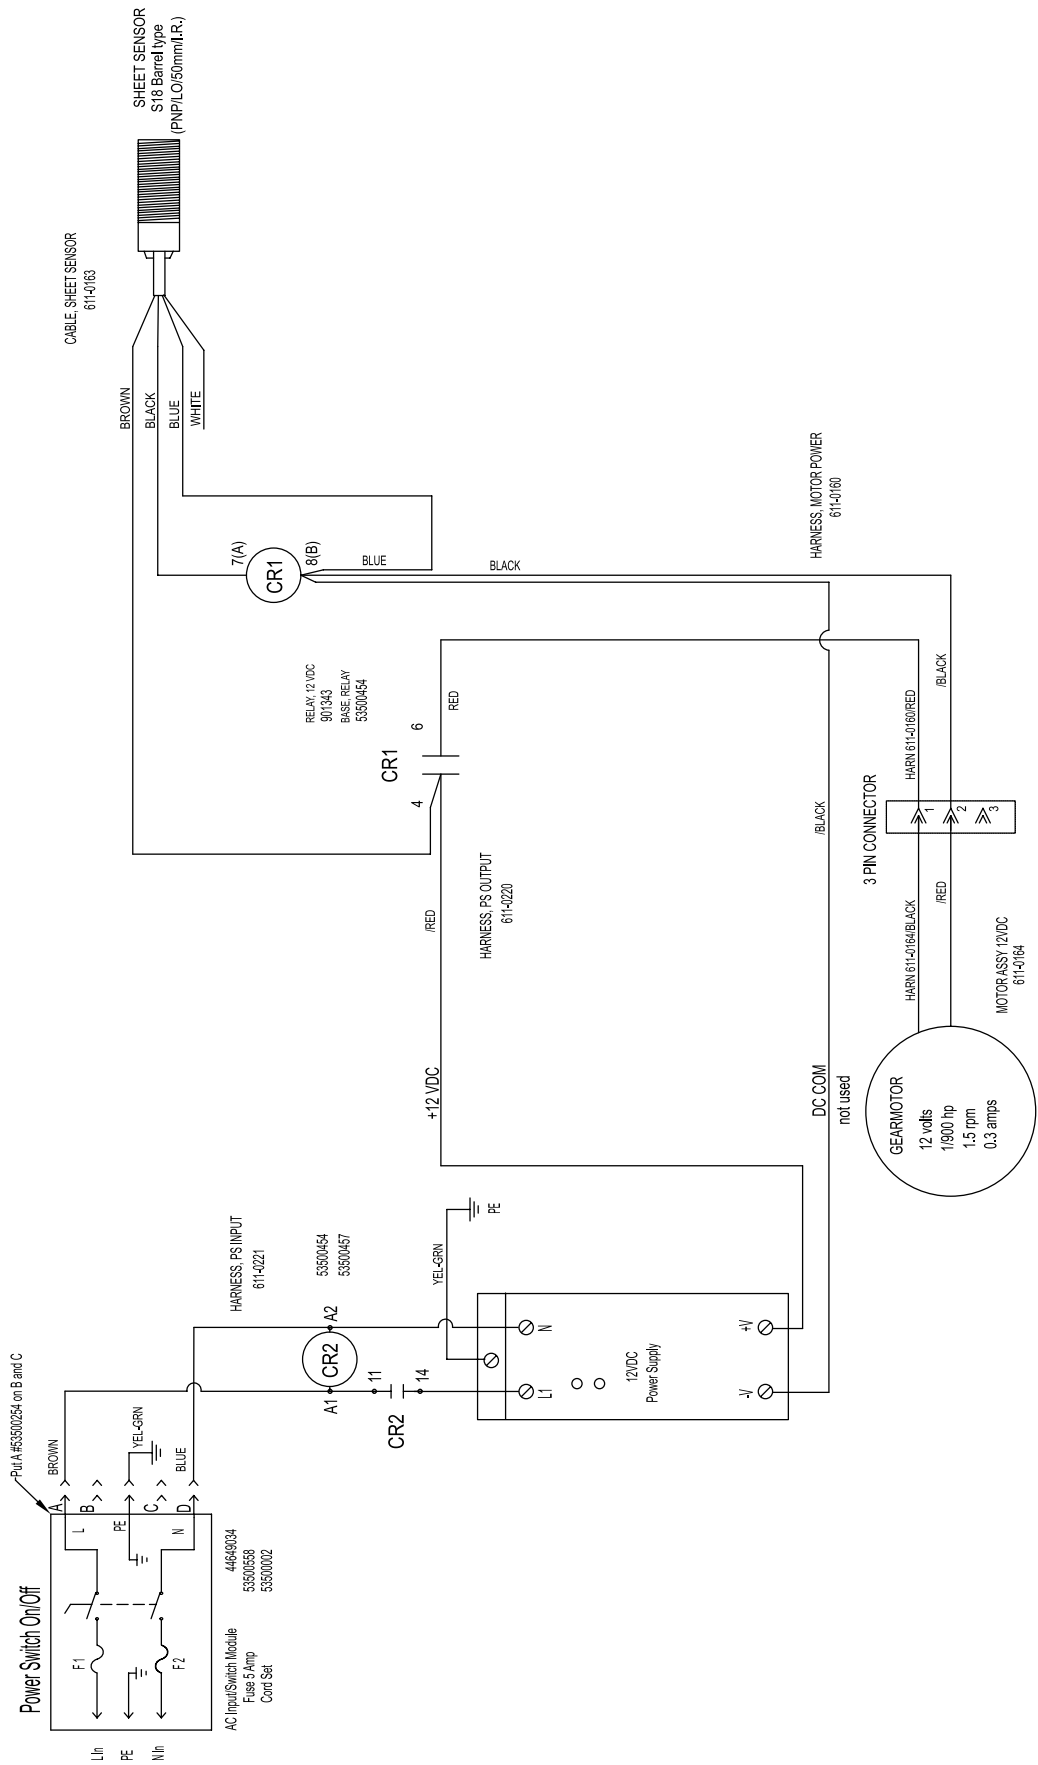 Power Switch On/Off
L In
PE
N In
F1
F2
L
PE
N
A
B
C
D
Put A #53500254 on B and C
AC Input/Switch Module
Fuse 5 Amp
Cord Set
44649034
53500558
53500002
BROWN
YEL-GRN
BLUE
HARNESS, PS INPUT
611-0221
53500454
53500457
A1
CR2
A2
11
14
CR2
YEL-GRN
PE
L1
N
12VDC
Power Supply
-V
+V
+12 VDC
/RED
DC COM
not used
/BLACK
HARNESS, PS OUTPUT
611-0220
RELAY, 12 VDC
901343
BASE, RELAY
53500454
CR1
4
6
RED
7(A)
CR1
8(B)
BLUE
BLACK
CABLE, SHEET SENSOR
611-0163
BROWN
BLACK
BLUE
WHITE
SHEET SENSOR
S18 Barrel type
(PNP/LO/50mm/I.R.)
HARNESS, MOTOR POWER
611-0160
HARN 611-0160/RED
/BLACK
3 PIN CONNECTOR
1
2
3
HARN 611-0164/BLACK
/RED
MOTOR ASSY 12VDC
611-0164
GEARMOTOR
12 volts
1/900 hp
1.5 rpm
0.3 amps